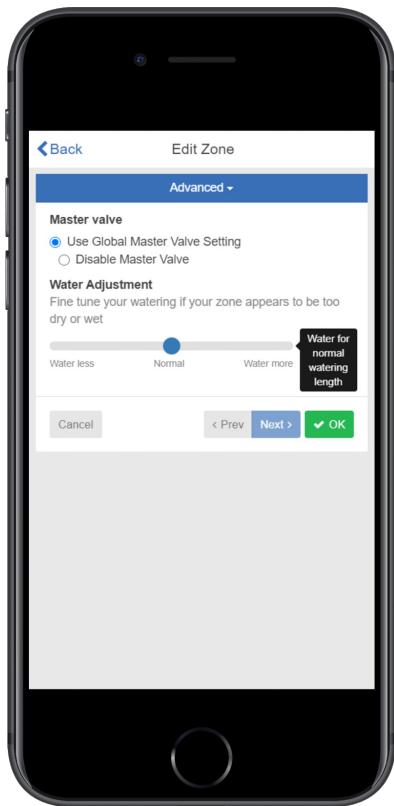 Back
Edit Zone
Advanced
Master valve
Use Global Master Valve Setting
Disable Master Valve
Water Adjustment
Fine tune your watering if your zone appears to be too
dry or wet
Water for
normal
watering
length
Water less
Normal
Water more
Cancel
< Prev
Next >
OK